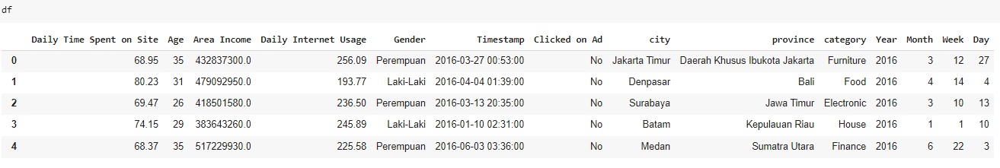 df
Daily Time Spent on Site Age Area Income Daily Internet Usage Gender Timestamp Clicked on Ad city province category Year Month Week Day
0 68.95 35 432837300.0 256.09 Perempuan 2016-03-27 00:53:00 No Jakarta Timur Daerah Khusus Ibukota Jakarta Furniture 2016 3 12 27
1 80.23 31 479092950.0 193.77 Laki-Laki 2016-04-04 01:39:00 No Denpasar Bali Food 2016 4 14 4
2 69.47 26 418501580.0 236.50 Perempuan 2016-03-13 20:35:00 No Surabaya Jawa Timur Electronic 2016 3 10 13
3 74.15 29 383643260.0 245.89 Laki-Laki 2016-01-10 02:31:00 No Batam Kepulauan Riau House 2016 1 1 10
4 68.37 35 517229930.0 225.58 Perempuan 2016-06-03 03:36:00 No Medan Sumatra Utara Finance 2016 6 22 3